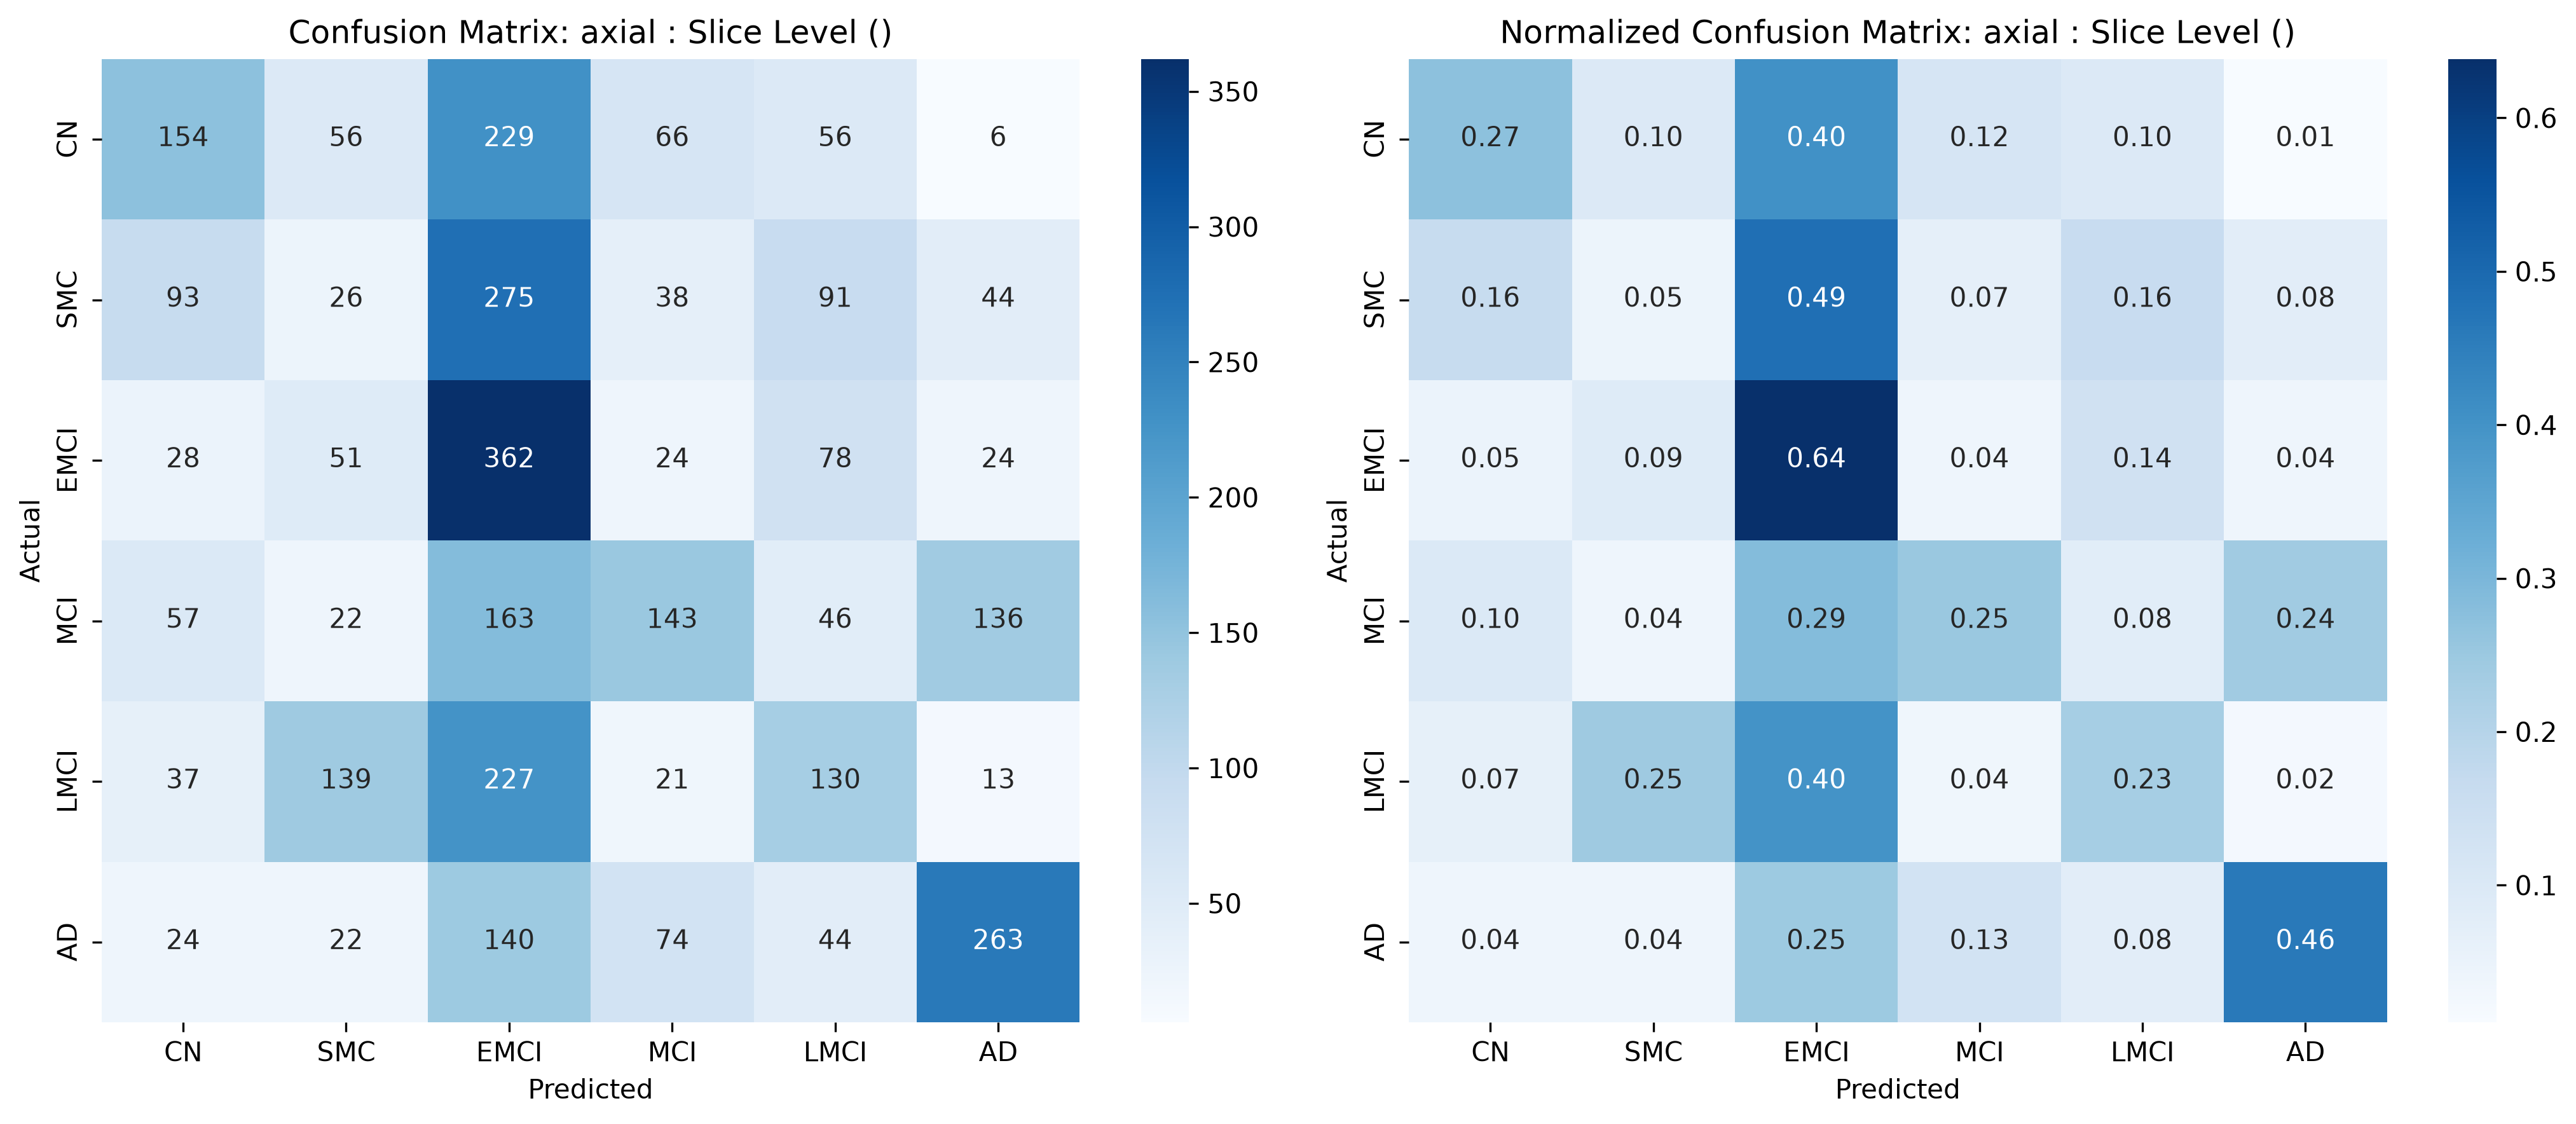 Confusion Matrix: axial : Slice Level ()
CN 154 56 229 66 56 6
SMC 93 26 275 38 91 44
EMCI 28 51 362 24 78 24
MCI 57 22 163 143 46 136
LMCI 37 139 227 21 130 13
AD 24 22 140 74 44 263
CN SMC EMCI MCI LMCI AD
Predicted
Actual
350
300
250
200
150
100
50
Normalized Confusion Matrix: axial : Slice Level ()
CN 0.27 0.10 0.40 0.12 0.10 0.01
SMC 0.16 0.05 0.49 0.07 0.16 0.08
EMCI 0.05 0.09 0.64 0.04 0.14 0.04
MCI 0.10 0.04 0.29 0.25 0.08 0.24
LMCI 0.07 0.25 0.40 0.04 0.23 0.02
AD 0.04 0.04 0.25 0.13 0.08 0.46
CN SMC EMCI MCI LMCI AD
Predicted
Actual
0.6
0.5
0.4
0.3
0.2
0.1